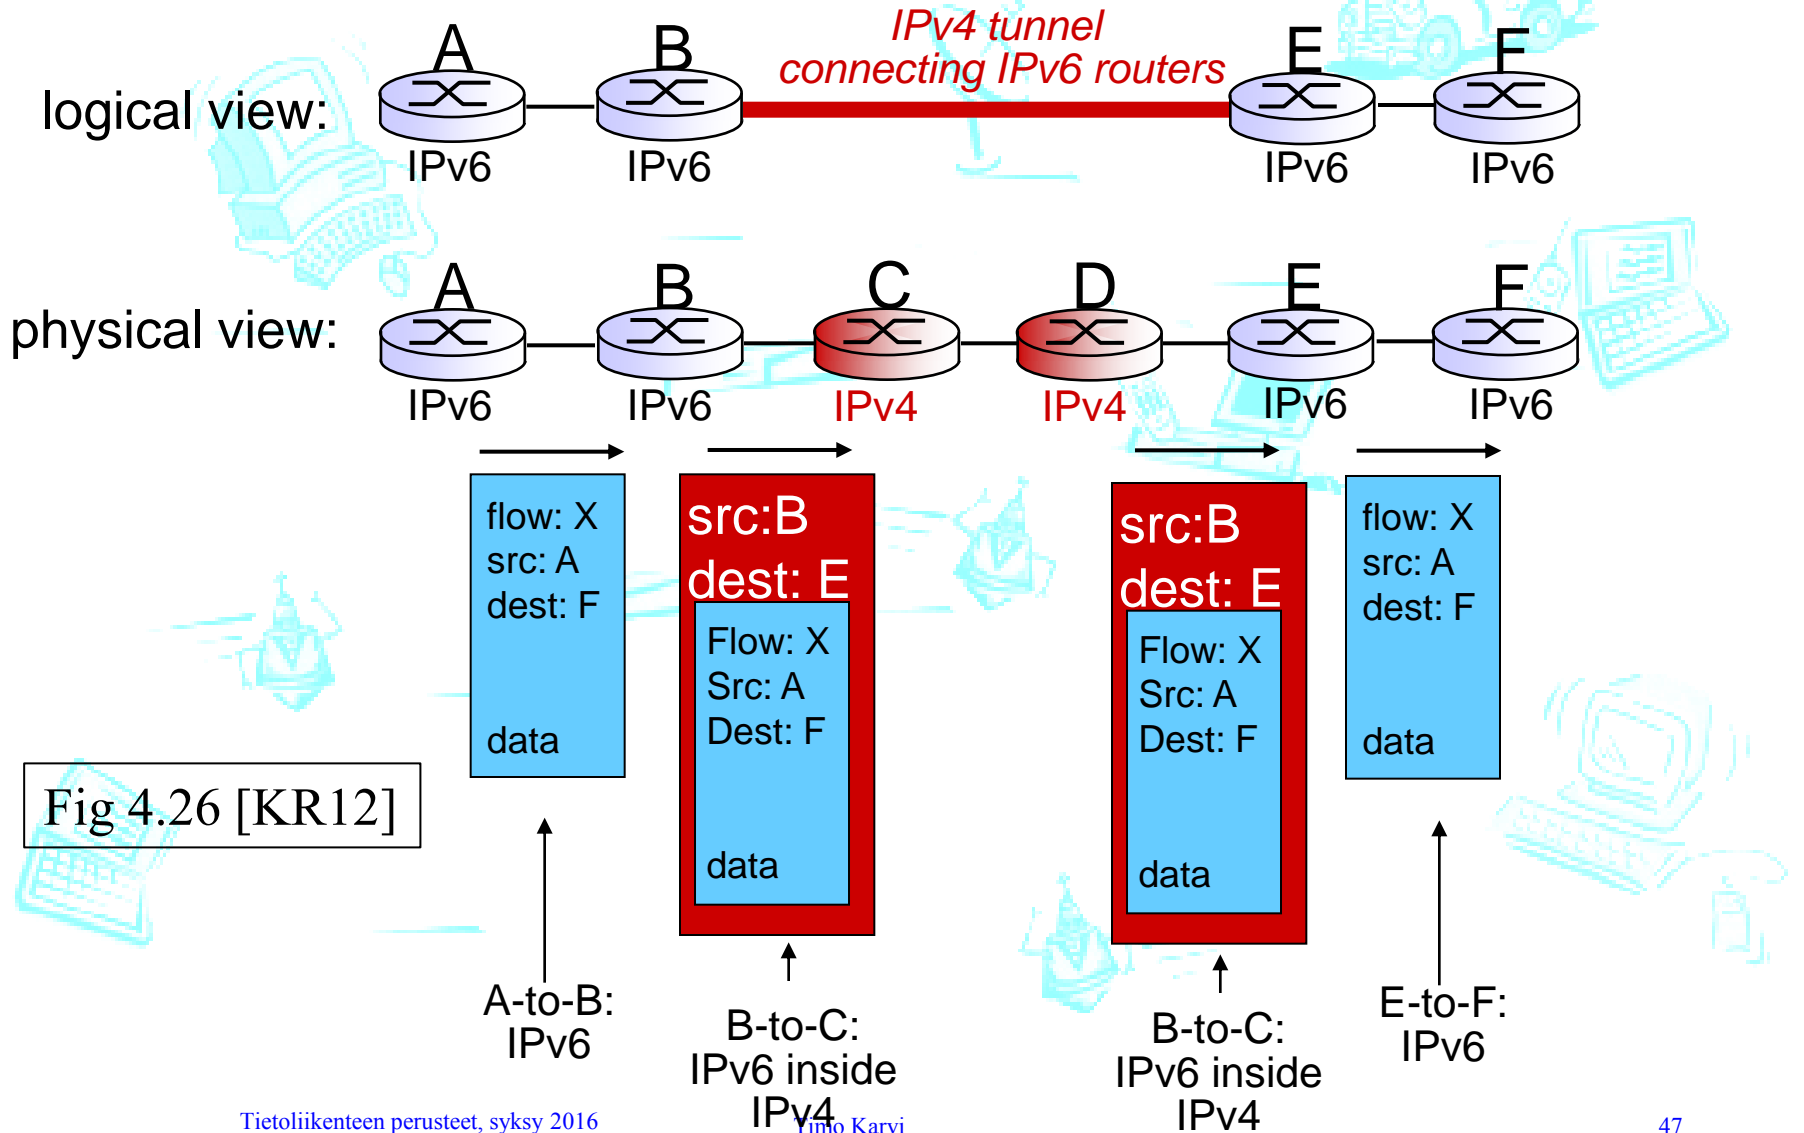 IPv4 tunnel
connecting IPv6 routers
A B E F
logical view:
IPv6 IPv6 IPv6 IPv6
A B C D E F
physical view:
IPv6 IPv6 IPv4 IPv4 IPv6 IPv6
flow: X
src: A
dest: F
data
src:B
dest: E
Flow: X
Src: A
Dest: F
data
src:B
dest: E
Flow: X
Src: A
Dest: F
data
flow: X
src: A
dest: F
data
Fig 4.26 [KR12]
A-to-B:
IPv6
B-to-C:
IPv6 inside
IPv4
B-to-C:
IPv6 inside
IPv4
E-to-F:
IPv6
Tietoliikenteen perusteet, syksy 2016
Timo Karvi
47